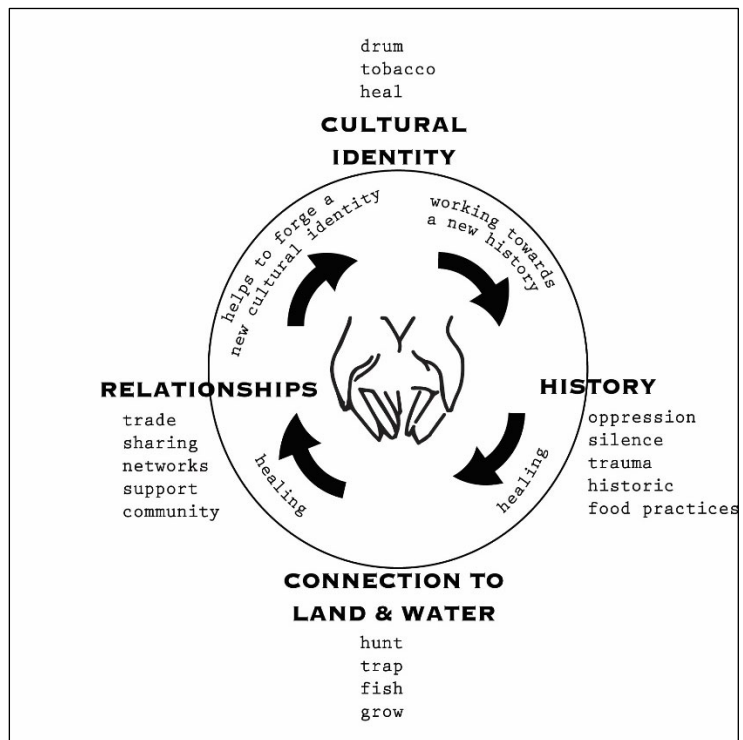 drum
tobacco
heal
CULTURAL
IDENTITY
helps to forge a
new cultural identity
working towards
a new history
RELATIONSHIPS
trade
sharing
networks
support
community
HISTORY
oppression
silence
trauma
historic
food practices
healing
healing
CONNECTION TO
LAND & WATER
hunt
trap
fish
grow